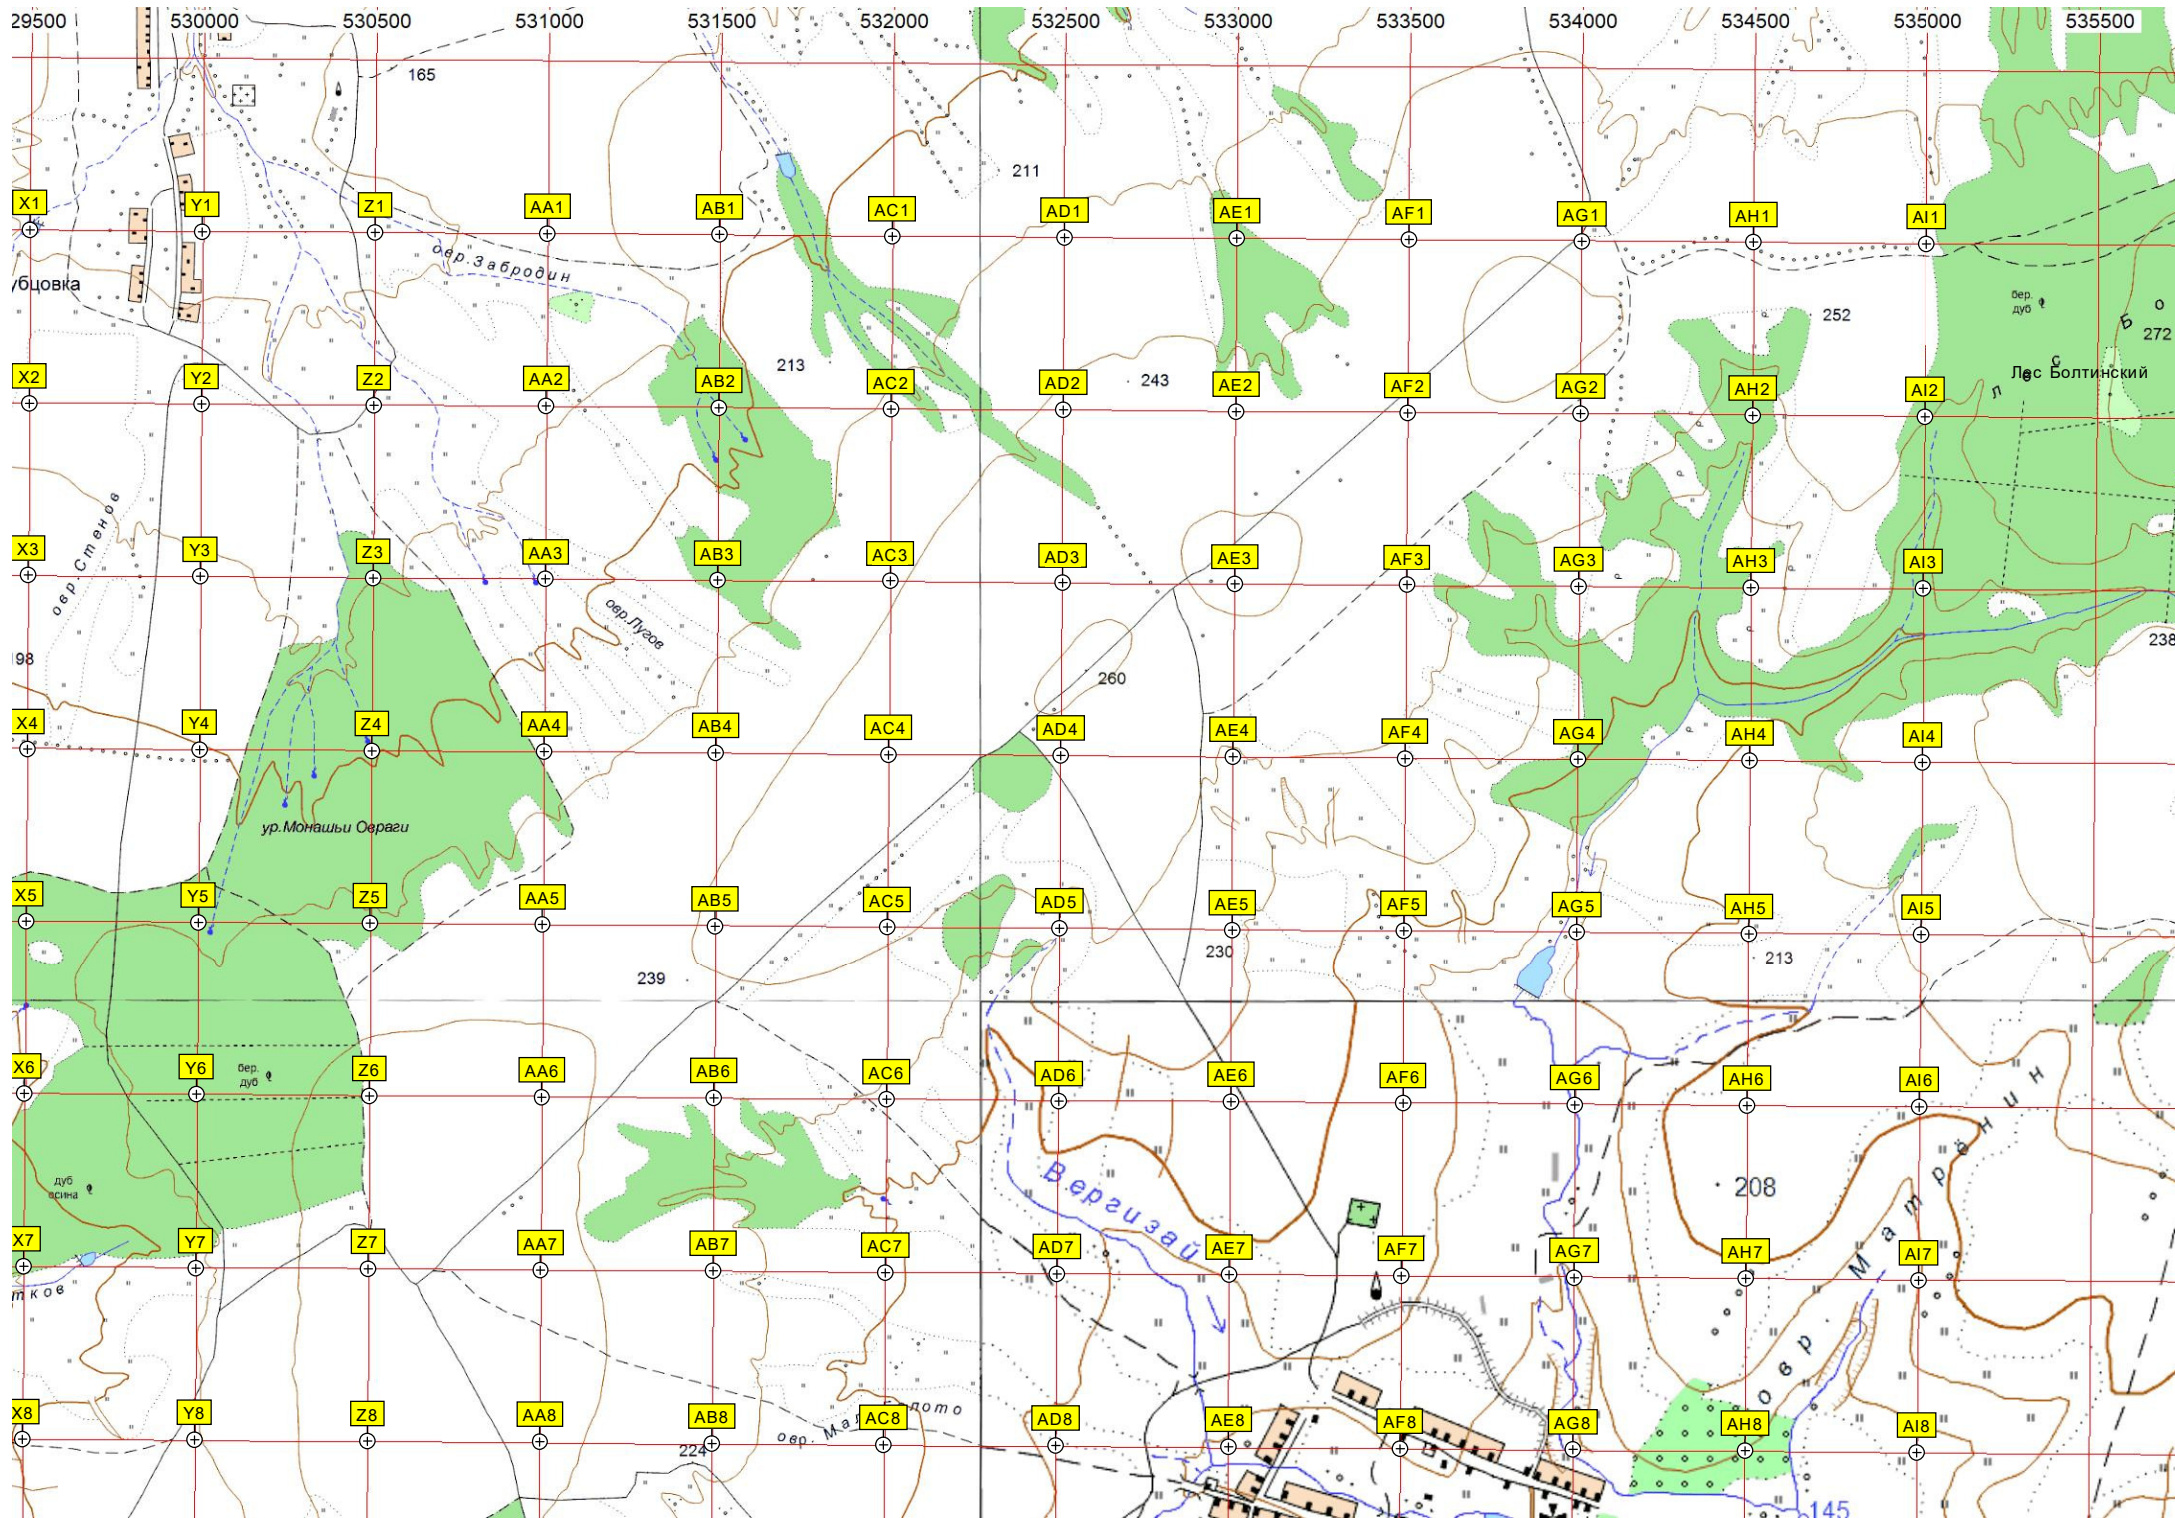 29500 530000 530500 531000 531500 532000 532500 533000 533500 534000 534500 535000 535500
165
211
X1 Y1 Z1 AA1 AB1 AC1 AD1 AE1 AF1 AG1 AH1 AI1
овр.Забродин
убцовка
бер.
дуб
252
272
213
243
Лес Болтинский
X2 Y2 Z2 AA2 AB2 AC2 AD2 AE2 AF2 AG2 AH2 AI2
овр.Стенов
X3 Y3 Z3 AA3 AB3 AC3 AD3 AE3 AF3 AG3 AH3 AI3
овр.Лугов
238
198
260
X4 Y4 Z4 AA4 AB4 AC4 AD4 AE4 AF4 AG4 AH4 AI4
ур.Монашьи Овраги
X5 Y5 Z5 AA5 AB5 AC5 AD5 AE5 AF5 AG5 AH5 AI5
239
230
213
X6 Y6 Z6 AA6 AB6 AC6 AD6 AE6 AF6 AG6 AH6 AI6
бер.
дуб
дуб
осина
Вергизай
208
овр. Матрёнин
X7 Y7 Z7 AA7 AB7 AC7 AD7 AE7 AF7 AG7 AH7 AI7
тков
X8 Y8 Z8 AA8 AB8 AC8 AD8 AE8 AF8 AG8 AH8 AI8
224
145